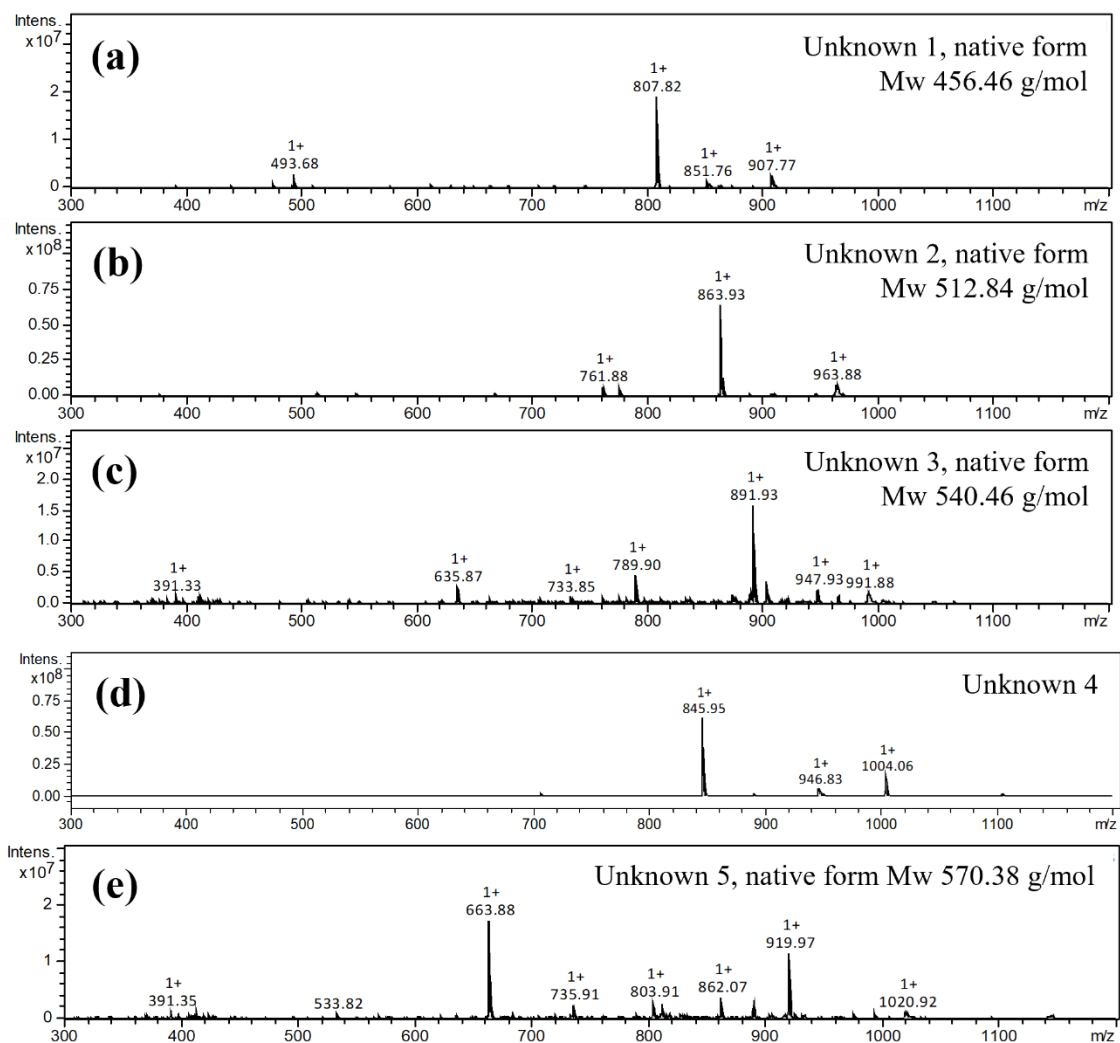 Intens.
x10⁷
2
1
0
(a)
Unknown 1, native form
Mw 456.46 g/mol
1+
493.68
1+
807.82
1+
851.76
1+
907.77
300 400 500 600 700 800 900 1000 1100 m/z
Intens.
x10⁸
0.75
0.50
0.25
0.00
(b)
Unknown 2, native form
Mw 512.84 g/mol
1+
761.88
1+
863.93
1+
963.88
300 400 500 600 700 800 900 1000 1100 m/z
Intens.
x10⁷
2.0
1.5
1.0
0.5
0.0
(c)
Unknown 3, native form
Mw 540.46 g/mol
1+
391.33
1+
635.87
1+
733.85
1+
789.90
1+
891.93
1+
947.93
1+
991.88
300 400 500 600 700 800 900 1000 1100 m/z
Intens.
x10⁸
0.75
0.50
0.25
0.00
(d)
Unknown 4
1+
845.95
1+
946.83
1+
1004.06
300 400 500 600 700 800 900 1000 1100 m/z
Intens.
x10⁷
2
1
0
(e)
Unknown 5, native form Mw 570.38 g/mol
1+
391.35
533.82
1+
663.88
1+
735.91
1+
803.91
1+
862.07
1+
919.97
1+
1020.92
300 400 500 600 700 800 900 1000 1100 m/z